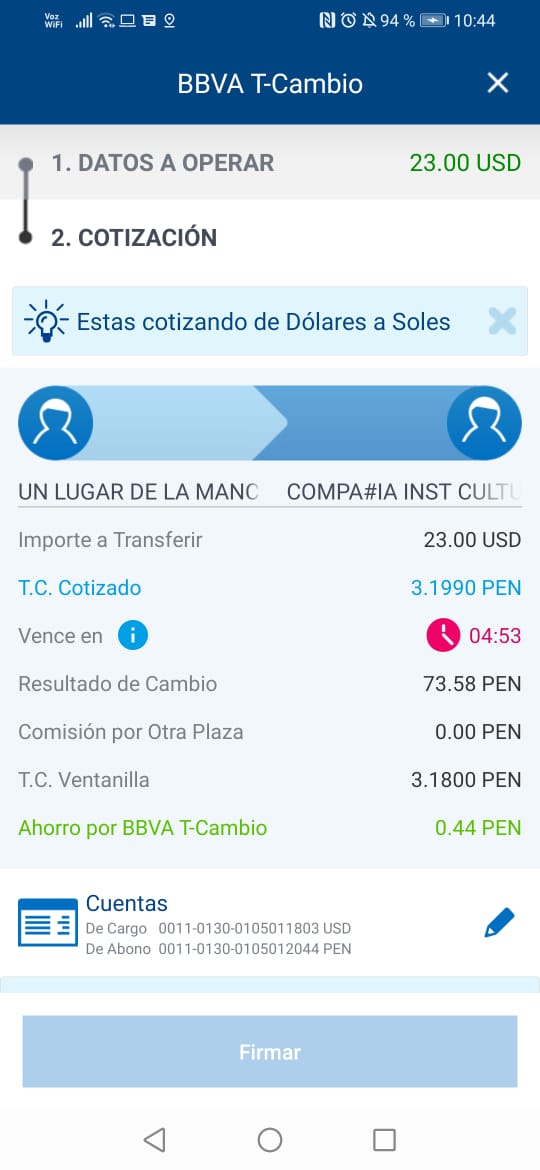 Voz WiFi 94 % 10:44
BBVA T-Cambio
1. DATOS A OPERAR 23.00 USD
2. COTIZACIÓN
Estas cotizando de Dólares a Soles
UN LUGAR DE LA MANC COMPA#IA INST CULTU
Importe a Transferir 23.00 USD
T.C. Cotizado 3.1990 PEN
Vence en i 04:53
Resultado de Cambio 73.58 PEN
Comisión por Otra Plaza 0.00 PEN
T.C. Ventanilla 3.1800 PEN
Ahorro por BBVA T-Cambio 0.44 PEN
Cuentas
De Cargo 0011-0130-0105011803 USD
De Abono 0011-0130-0105012044 PEN
Firmar